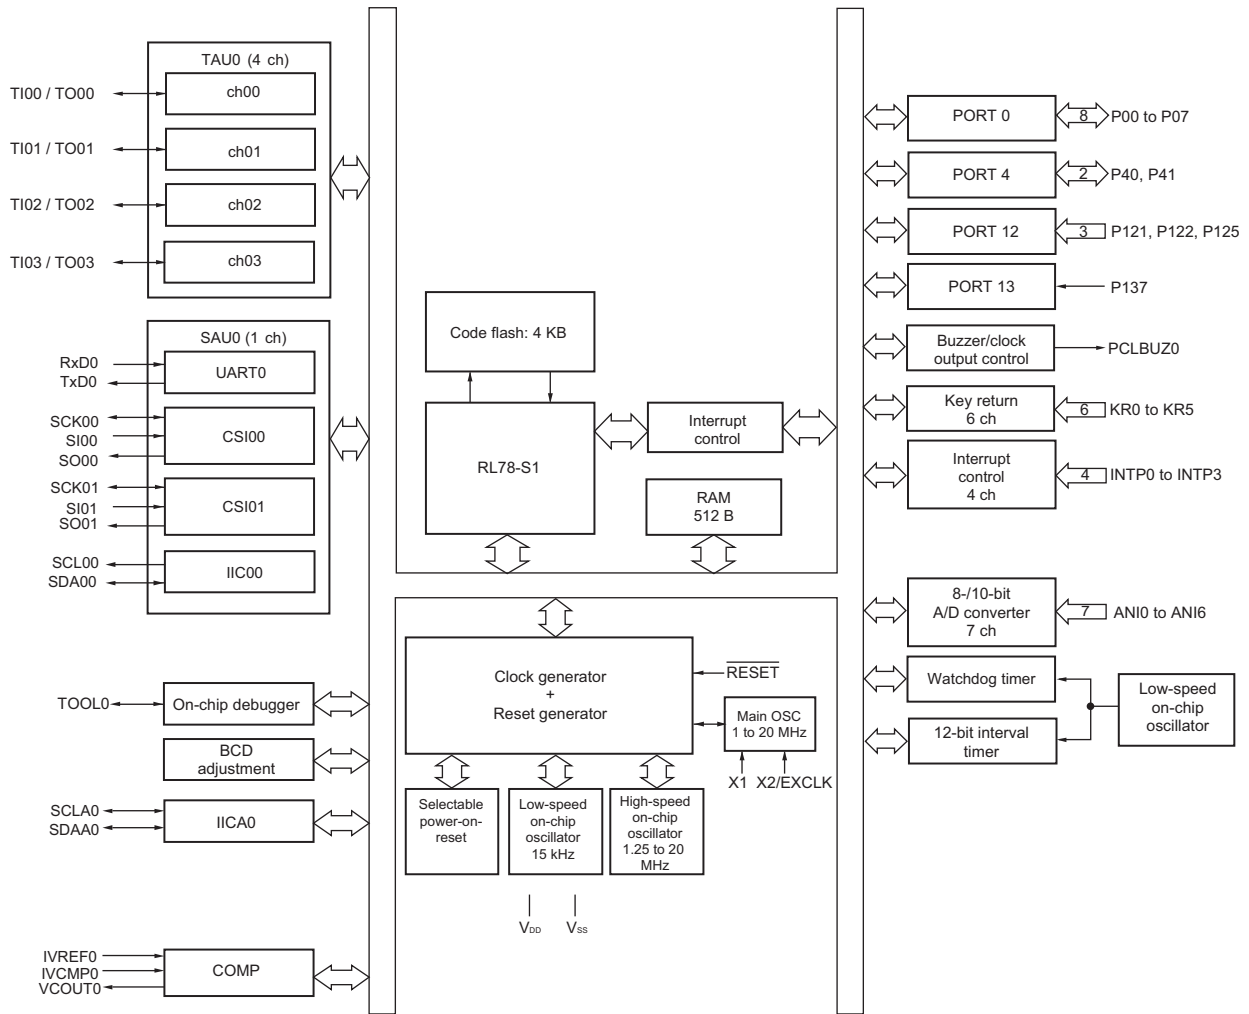 TAU0 (4 ch)
TI00 / TO00
ch00
TI01 / TO01
ch01
TI02 / TO02
ch02
TI03 / TO03
ch03
SAU0 (1 ch)
RxD0
TxD0
UART0
SCK00
SI00
SO00
CSI00
SCK01
SI01
SO01
CSI01
SCL00
SDA00
IIC00
TOOL0
On-chip debugger
BCD
adjustment
SCLA0
SDAA0
IICA0
IVREF0
IVCMP0
VCOUT0
COMP
Code flash: 4 KB
RL78-S1
Interrupt
control
RAM
512 B
Clock generator
+
Reset generator
RESET
Main OSC
1 to 20 MHz
X1
X2/EXCLK
Selectable
power-on-
reset
Low-speed
on-chip
oscillator
15 kHz
High-speed
on-chip
oscillator
1.25 to 20
MHz
VDD
VSS
PORT 0
8
P00 to P07
PORT 4
2
P40, P41
PORT 12
3
P121, P122, P125
PORT 13
P137
Buzzer/clock
output control
PCLBUZ0
Key return
6 ch
6
KR0 to KR5
Interrupt
control
4 ch
4
INTP0 to INTP3
8-/10-bit
A/D converter
7 ch
7
ANI0 to ANI6
Watchdog timer
12-bit interval
timer
Low-speed
on-chip
oscillator